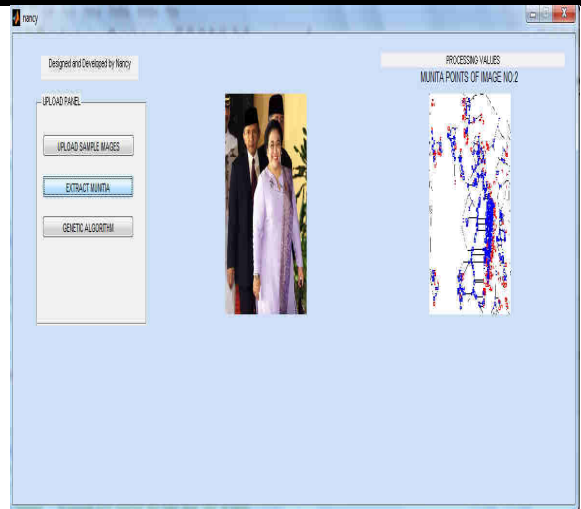 nancy
Designed and Developed by Nancy
PROCESSING VALUES
MUNITA POINTS OF IMAGE NO:2
UPLOAD PANEL
UPLOAD SAMPLE IMAGES
EXTRACT MUNITIA
GENETIC ALGORITHM